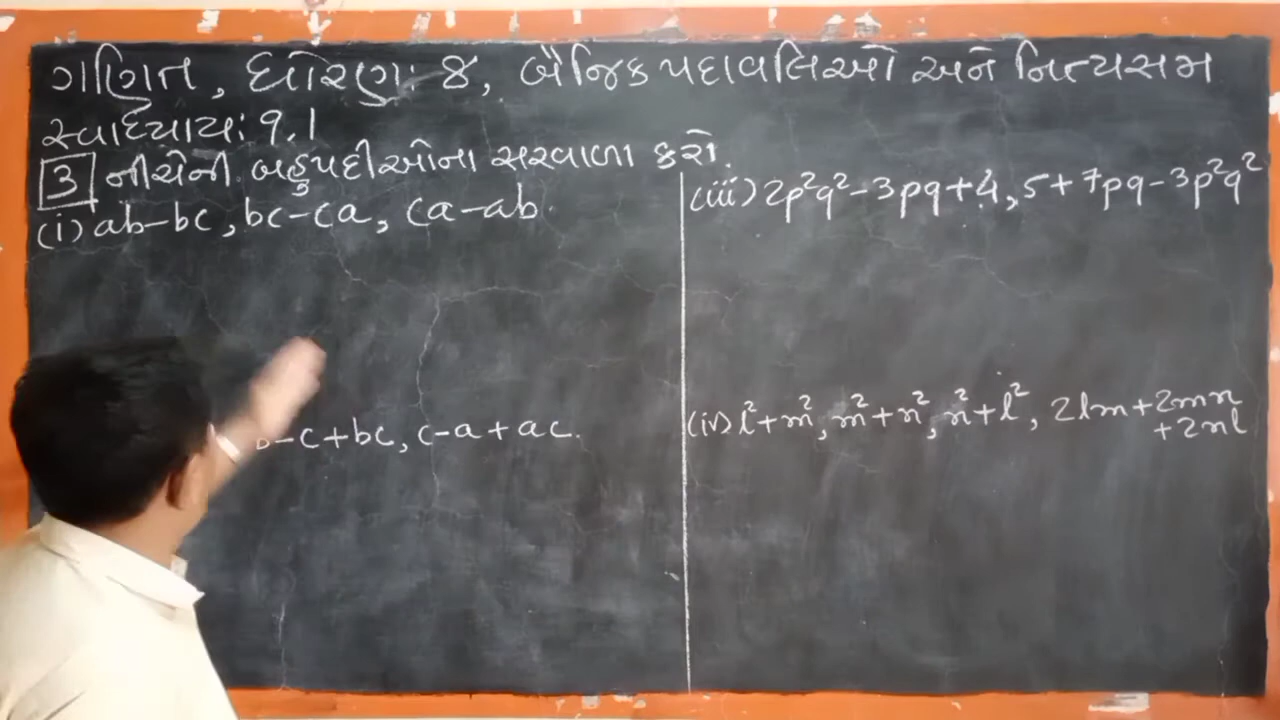 ગણિત, ધોરણ: ૪, બૈજિક પદાવલિઓ અને નિત્યસમ
સ્વાધ્યાય: 9.1
3 નીચેની બહુપદીઓના સરવાળા કરો.
(i) ab-bc, bc-ca, ca-ab
b-c+bc, c-a+ac.
(iii) 2p²q²-3pq+4, 5+7pq-3p²q²
(iv) l²+m², m²+n², n²+l², 2lm+2mn
+2nl